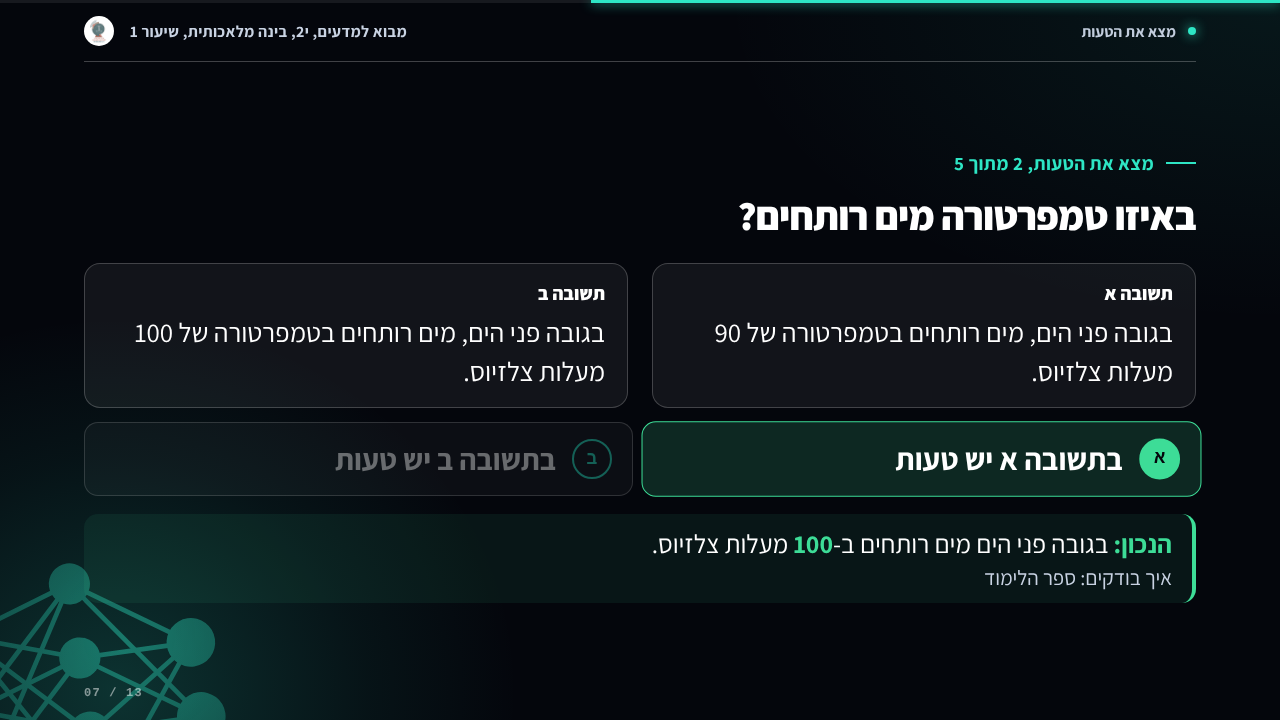 מצא את הטעות
מבוא למדעים, י2, בינה מלאכותית, שיעור 1
מצא את הטעות, 2 מתוך 5
באיזו טמפרטורה מים רותחים?
תשובה א
בגובה פני הים, מים רותחים בטמפרטורה של 90
מעלות צלזיוס.
תשובה ב
בגובה פני הים, מים רותחים בטמפרטורה של 100
מעלות צלזיוס.
א
בתשובה א יש טעות
ב
בתשובה ב יש טעות
הנכון: בגובה פני הים מים רותחים ב-100 מעלות צלזיוס.
איך בודקים: ספר הלימוד
07 / 13